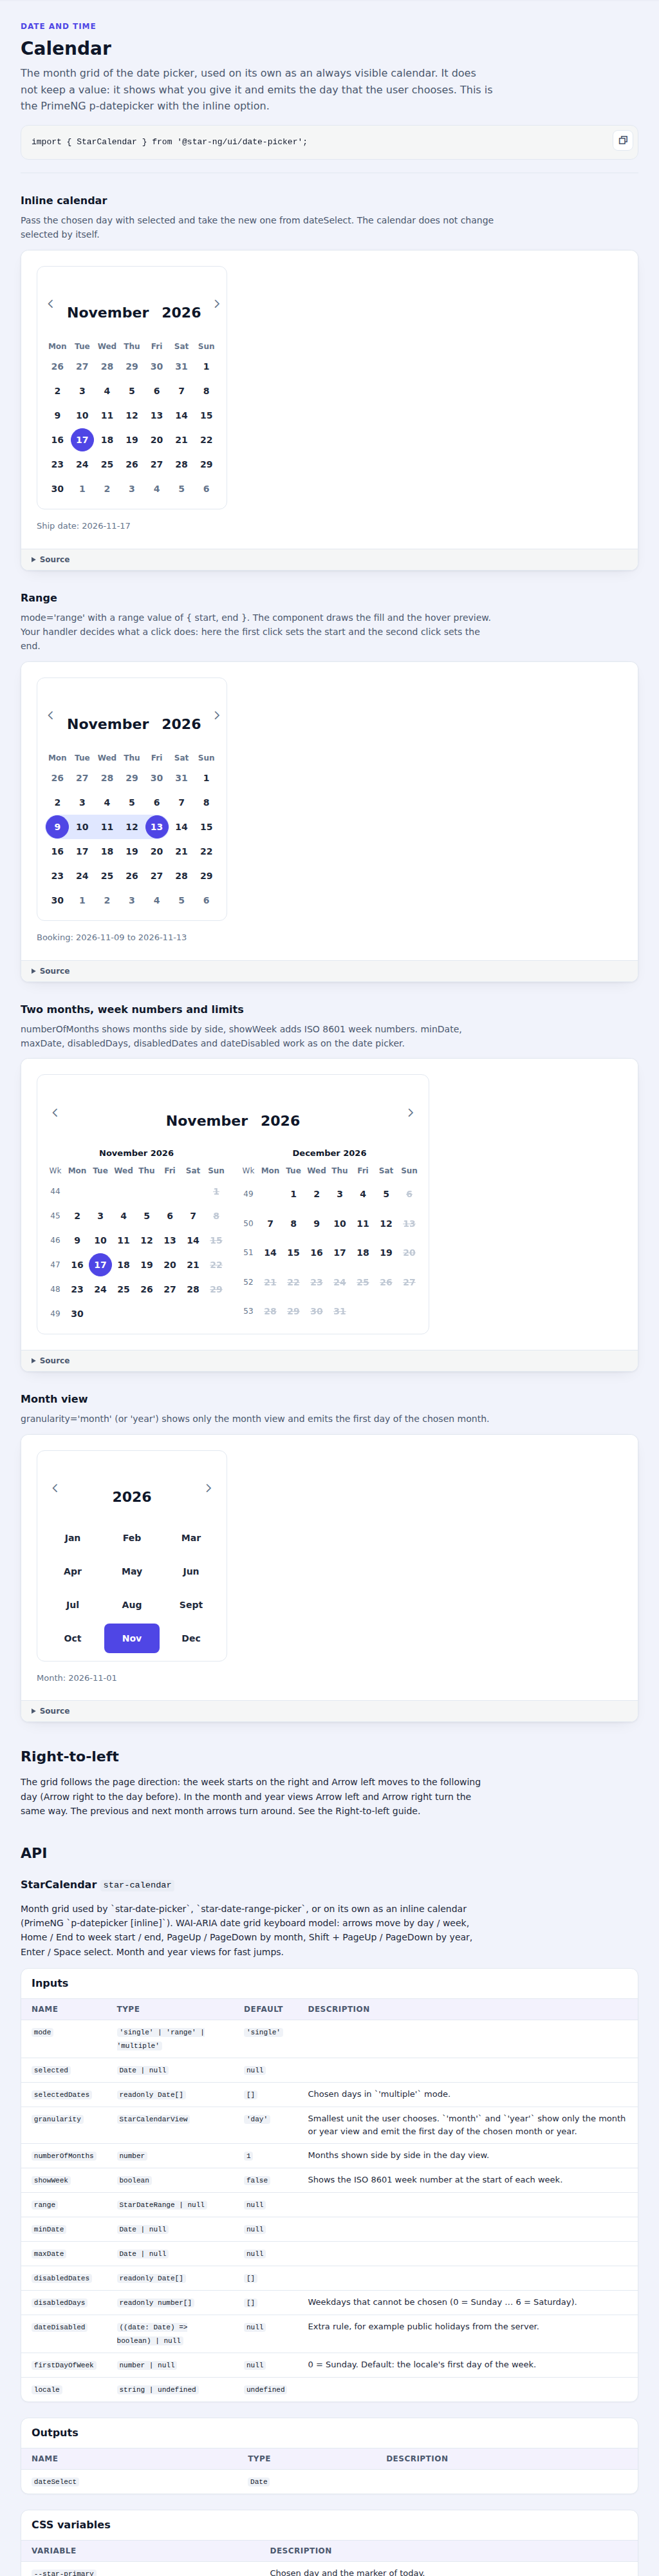 DATE AND TIME
Calendar
The month grid of the date picker, used on its own as an always visible calendar. It does
not keep a value: it shows what you give it and emits the day that the user chooses. This is
the PrimeNG p-datepicker with the inline option.
import { StarCalendar } from '@star-ng/ui/date-picker';
Inline calendar
Pass the chosen day with selected and take the new one from dateSelect. The calendar does not change
selected by itself.
November 2026
Mon Tue Wed Thu Fri Sat Sun
26 27 28 29 30 31 1
2 3 4 5 6 7 8
9 10 11 12 13 14 15
16 17 18 19 20 21 22
23 24 25 26 27 28 29
30 1 2 3 4 5 6
Ship date: 2026-11-17
Source
Range
mode='range' with a range value of { start, end }. The component draws the fill and the hover preview.
Your handler decides what a click does: here the first click sets the start and the second click sets the
end.
November 2026
Mon Tue Wed Thu Fri Sat Sun
26 27 28 29 30 31 1
2 3 4 5 6 7 8
9 10 11 12 13 14 15
16 17 18 19 20 21 22
23 24 25 26 27 28 29
30 1 2 3 4 5 6
Booking: 2026-11-09 to 2026-11-13
Source
Two months, week numbers and limits
numberOfMonths shows months side by side, showWeek adds ISO 8601 week numbers. minDate,
maxDate, disabledDays, disabledDates and dateDisabled work as on the date picker.
November 2026
November 2026
Wk Mon Tue Wed Thu Fri Sat Sun
44 1
45 2 3 4 5 6 7 8
46 9 10 11 12 13 14 15
47 16 17 18 19 20 21 22
48 23 24 25 26 27 28 29
49 30
December 2026
Wk Mon Tue Wed Thu Fri Sat Sun
49 1 2 3 4 5 6
50 7 8 9 10 11 12 13
51 14 15 16 17 18 19 20
52 21 22 23 24 25 26 27
53 28 29 30 31
Source
Month view
granularity='month' (or 'year') shows only the month view and emits the first day of the chosen month.
2026
Jan Feb Mar
Apr May Jun
Jul Aug Sept
Oct Nov Dec
Month: 2026-11-01
Source
Right-to-left
The grid follows the page direction: the week starts on the right and Arrow left moves to the following
day (Arrow right to the day before). In the month and year views Arrow left and Arrow right turn the
same way. The previous and next month arrows turn around. See the Right-to-left guide.
API
StarCalendar star-calendar
Month grid used by `star-date-picker`, `star-date-range-picker`, or on its own as an inline calendar
(PrimeNG `p-datepicker [inline]`). WAI-ARIA date grid keyboard model: arrows move by day / week,
Home / End to week start / end, PageUp / PageDown by month, Shift + PageUp / PageDown by year,
Enter / Space select. Month and year views for fast jumps.
Inputs
NAME TYPE DEFAULT DESCRIPTION
mode 'single' | 'range' | 'single'
'multiple'
selected Date | null null
selectedDates readonly Date[] [] Chosen days in `'multiple'` mode.
granularity StarCalendarView 'day' Smallest unit the user chooses. `'month'` and `'year'` show only the month
or year view and emit the first day of the chosen month or year.
numberOfMonths number 1 Months shown side by side in the day view.
showWeek boolean false Shows the ISO 8601 week number at the start of each week.
range StarDateRange | null null
minDate Date | null null
maxDate Date | null null
disabledDates readonly Date[] []
disabledDays readonly number[] [] Weekdays that cannot be chosen (0 = Sunday … 6 = Saturday).
dateDisabled ((date: Date) => null Extra rule, for example public holidays from the server.
boolean) | null
firstDayOfWeek number | null null 0 = Sunday. Default: the locale's first day of the week.
locale string | undefined undefined
Outputs
NAME TYPE DESCRIPTION
dateSelect Date
CSS variables
VARIABLE DESCRIPTION
--star-primary Chosen day and the marker of today.